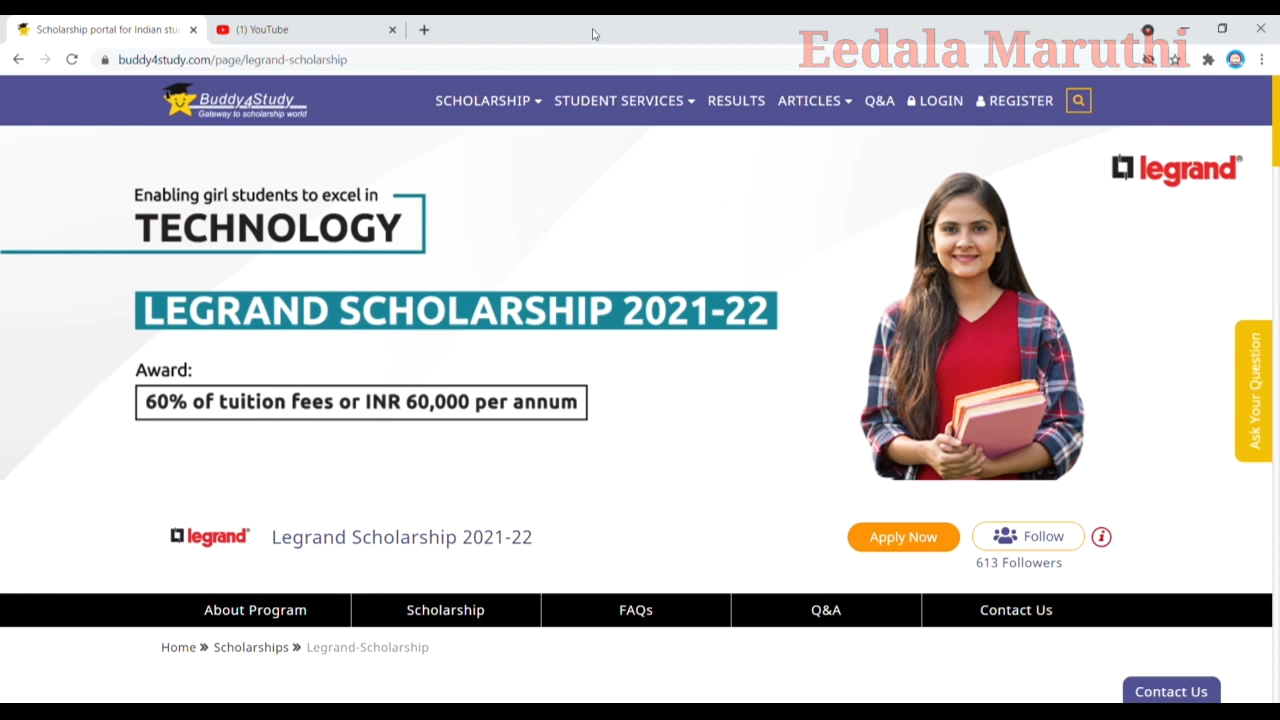 Scholarship portal for Indian stu
(1) YouTube
Eedala Maruthi
buddy4study.com/page/legrand-scholarship
Buddy4Study
Gateway to scholarship world
SCHOLARSHIP STUDENT SERVICES RESULTS ARTICLES Q&A LOGIN REGISTER
legrand®
Enabling girl students to excel in
TECHNOLOGY
LEGRAND SCHOLARSHIP 2021-22
Award:
60% of tuition fees or INR 60,000 per annum
Ask Your Question
legrand® Legrand Scholarship 2021-22
Apply Now
Follow
i
613 Followers
About Program Scholarship FAQs Q&A Contact Us
Home » Scholarships » Legrand-Scholarship
Contact Us